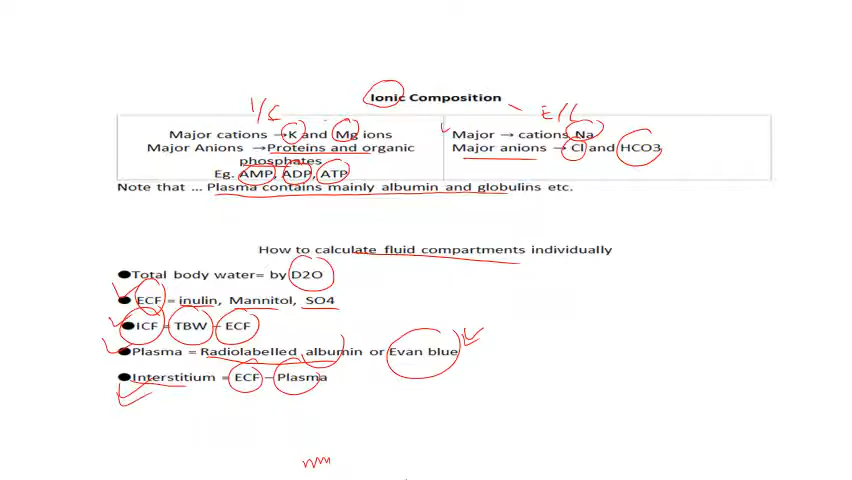 Ionic Composition
I/C
E/C
Major cations →K and Mg ions
Major Anions →Proteins and organic
phosphates
Eg. AMP, ADP, ATP
Major → cations Na
Major anions → Cl and HCO3
Note that ... Plasma contains mainly albumin and globulins etc.
How to calculate fluid compartments individually
●Total body water= by D2O
●ECF = inulin, Mannitol, SO4
●ICF = TBW – ECF
●Plasma = Radiolabelled albumin or Evan blue
●Interstitium = ECF – Plasma